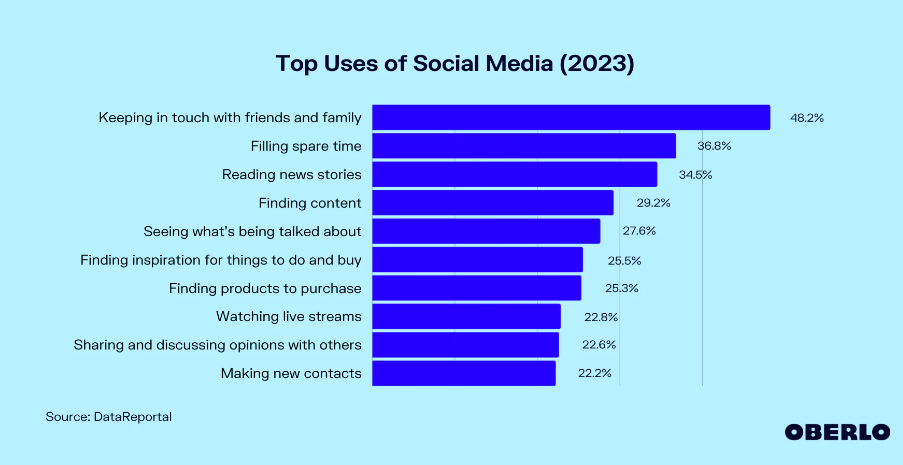 Top Uses of Social Media (2023)
Keeping in touch with friends and family 48.2%
Filling spare time 36.8%
Reading news stories 34.5%
Finding content 29.2%
Seeing what's being talked about 27.6%
Finding inspiration for things to do and buy 25.5%
Finding products to purchase 25.3%
Watching live streams 22.8%
Sharing and discussing opinions with others 22.6%
Making new contacts 22.2%
Source: DataReportal
OBERLO